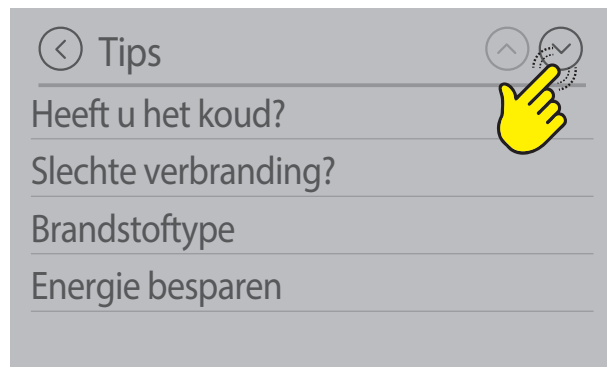 Tips
Heeft u het koud?
Slechte verbranding?
Brandstoftype
Energie besparen